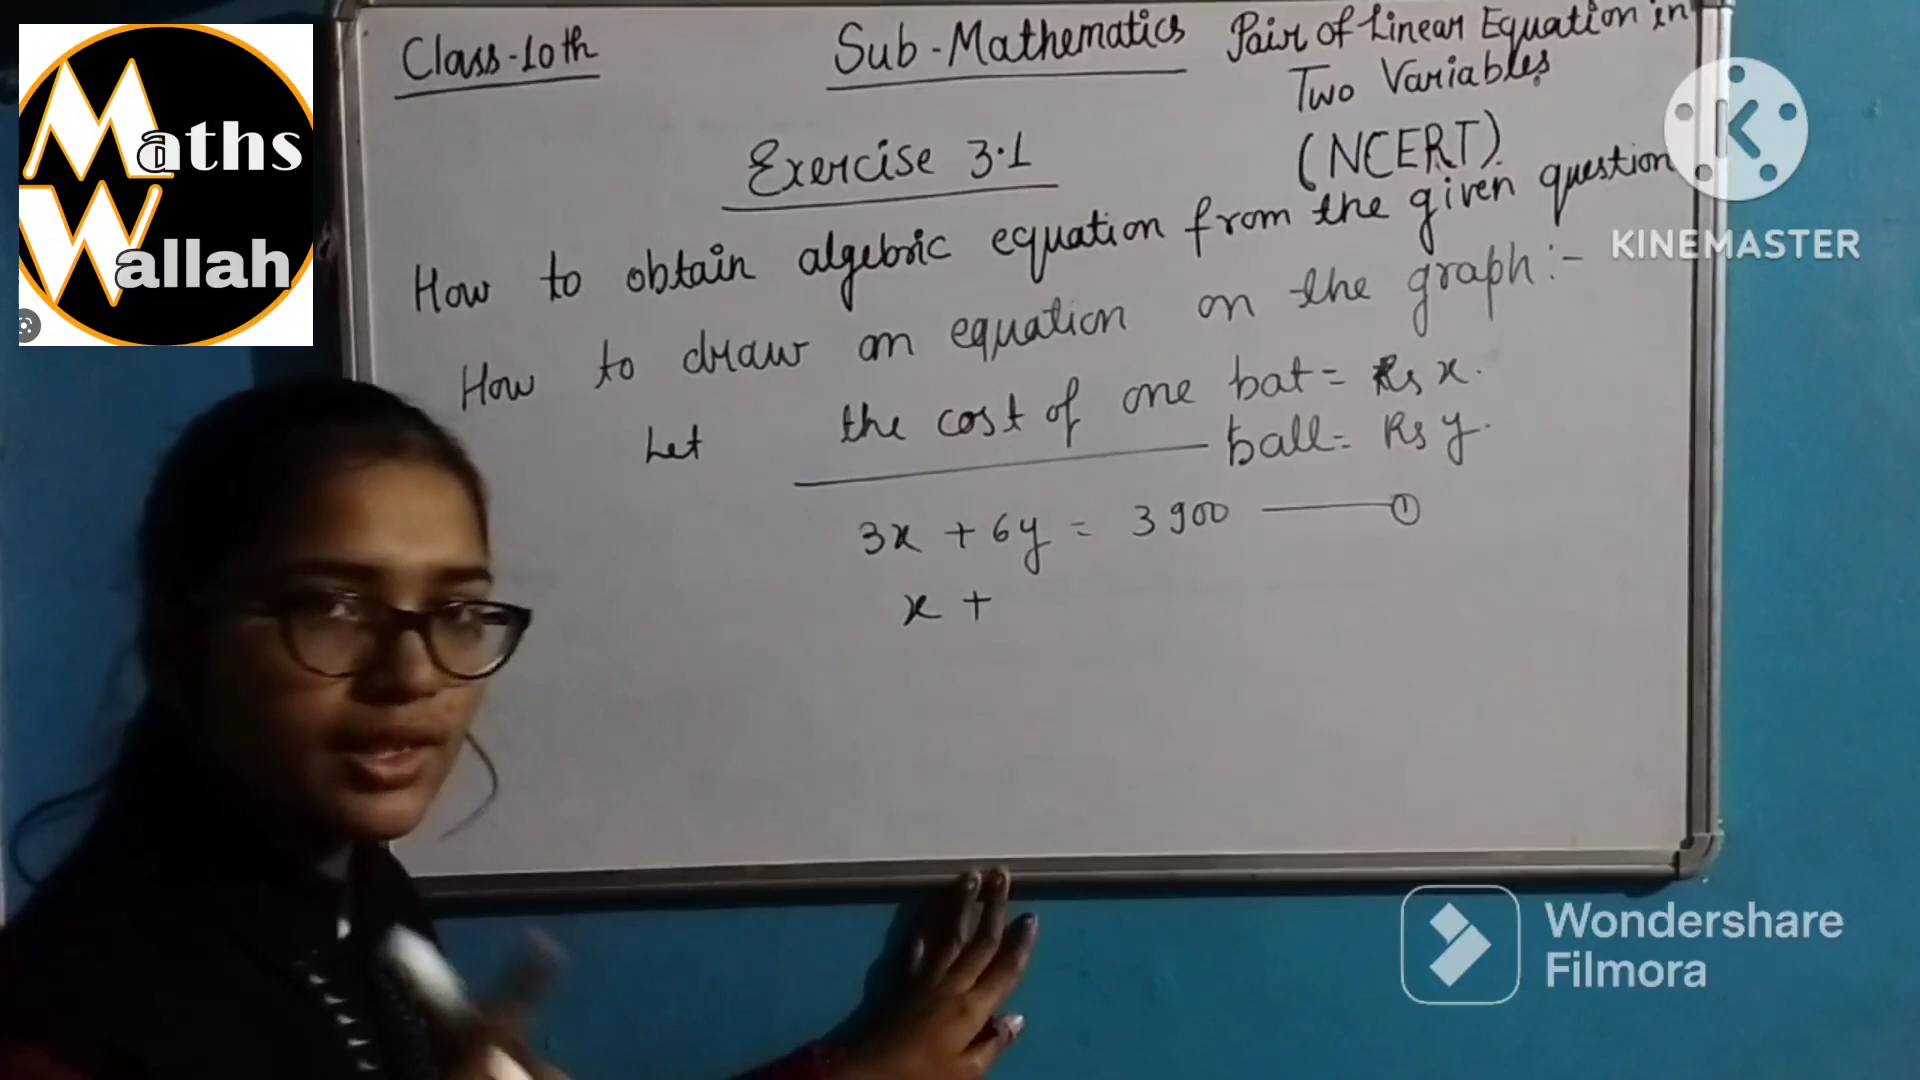 Maths
Wallah
Class-10th
Sub-Mathematics
Pair of Linear Equation in
Two Variables
(NCERT).
Exercise 3.1
How to obtain algebric equation from the given question
How to draw an equation on the graph:-
Let the cost of one bat = Rs x.
ball = Rs y.
3x + 6y = 3900 ①
x +
KINEMASTER
Wondershare
Filmora